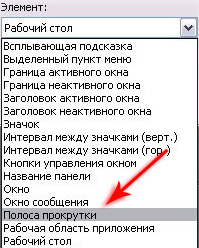 Элемент:
Рабочий стол
Всплывающая подсказка
Выделенный пункт меню
Граница активного окна
Граница неактивного окна
Заголовок активного окна
Заголовок неактивного окна
Значок
Интервал между значками (верт.)
Интервал между значками (гор.)
Кнопки управления окном
Название панели
Окно
Окно сообщения
Полоса прокрутки
Рабочая область приложения
Рабочий стол